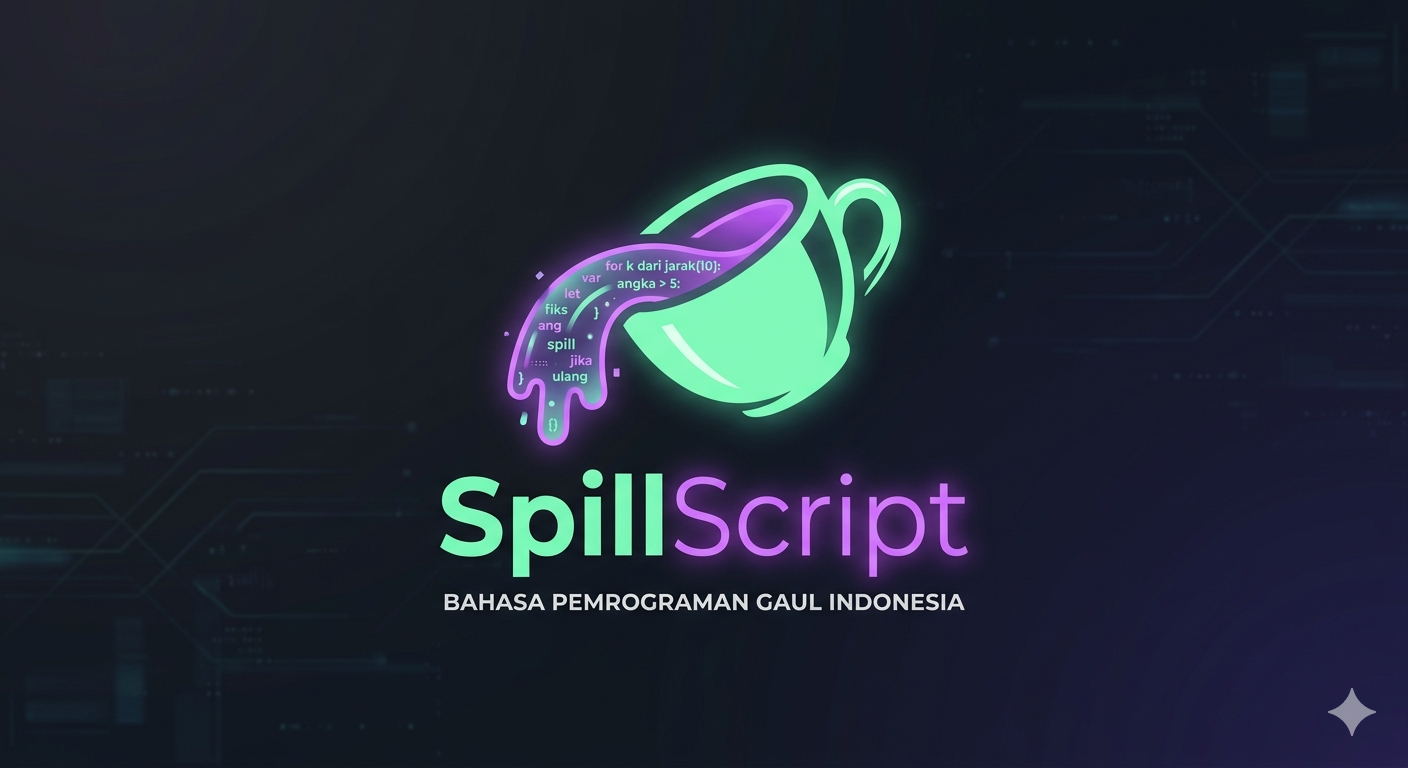 for k dari jarak(10):
var
angka > 5:
let
fiks
}
ang
spill
jika
}
ulang
{}
SpillScript
BAHASA PEMROGRAMAN GAUL INDONESIA